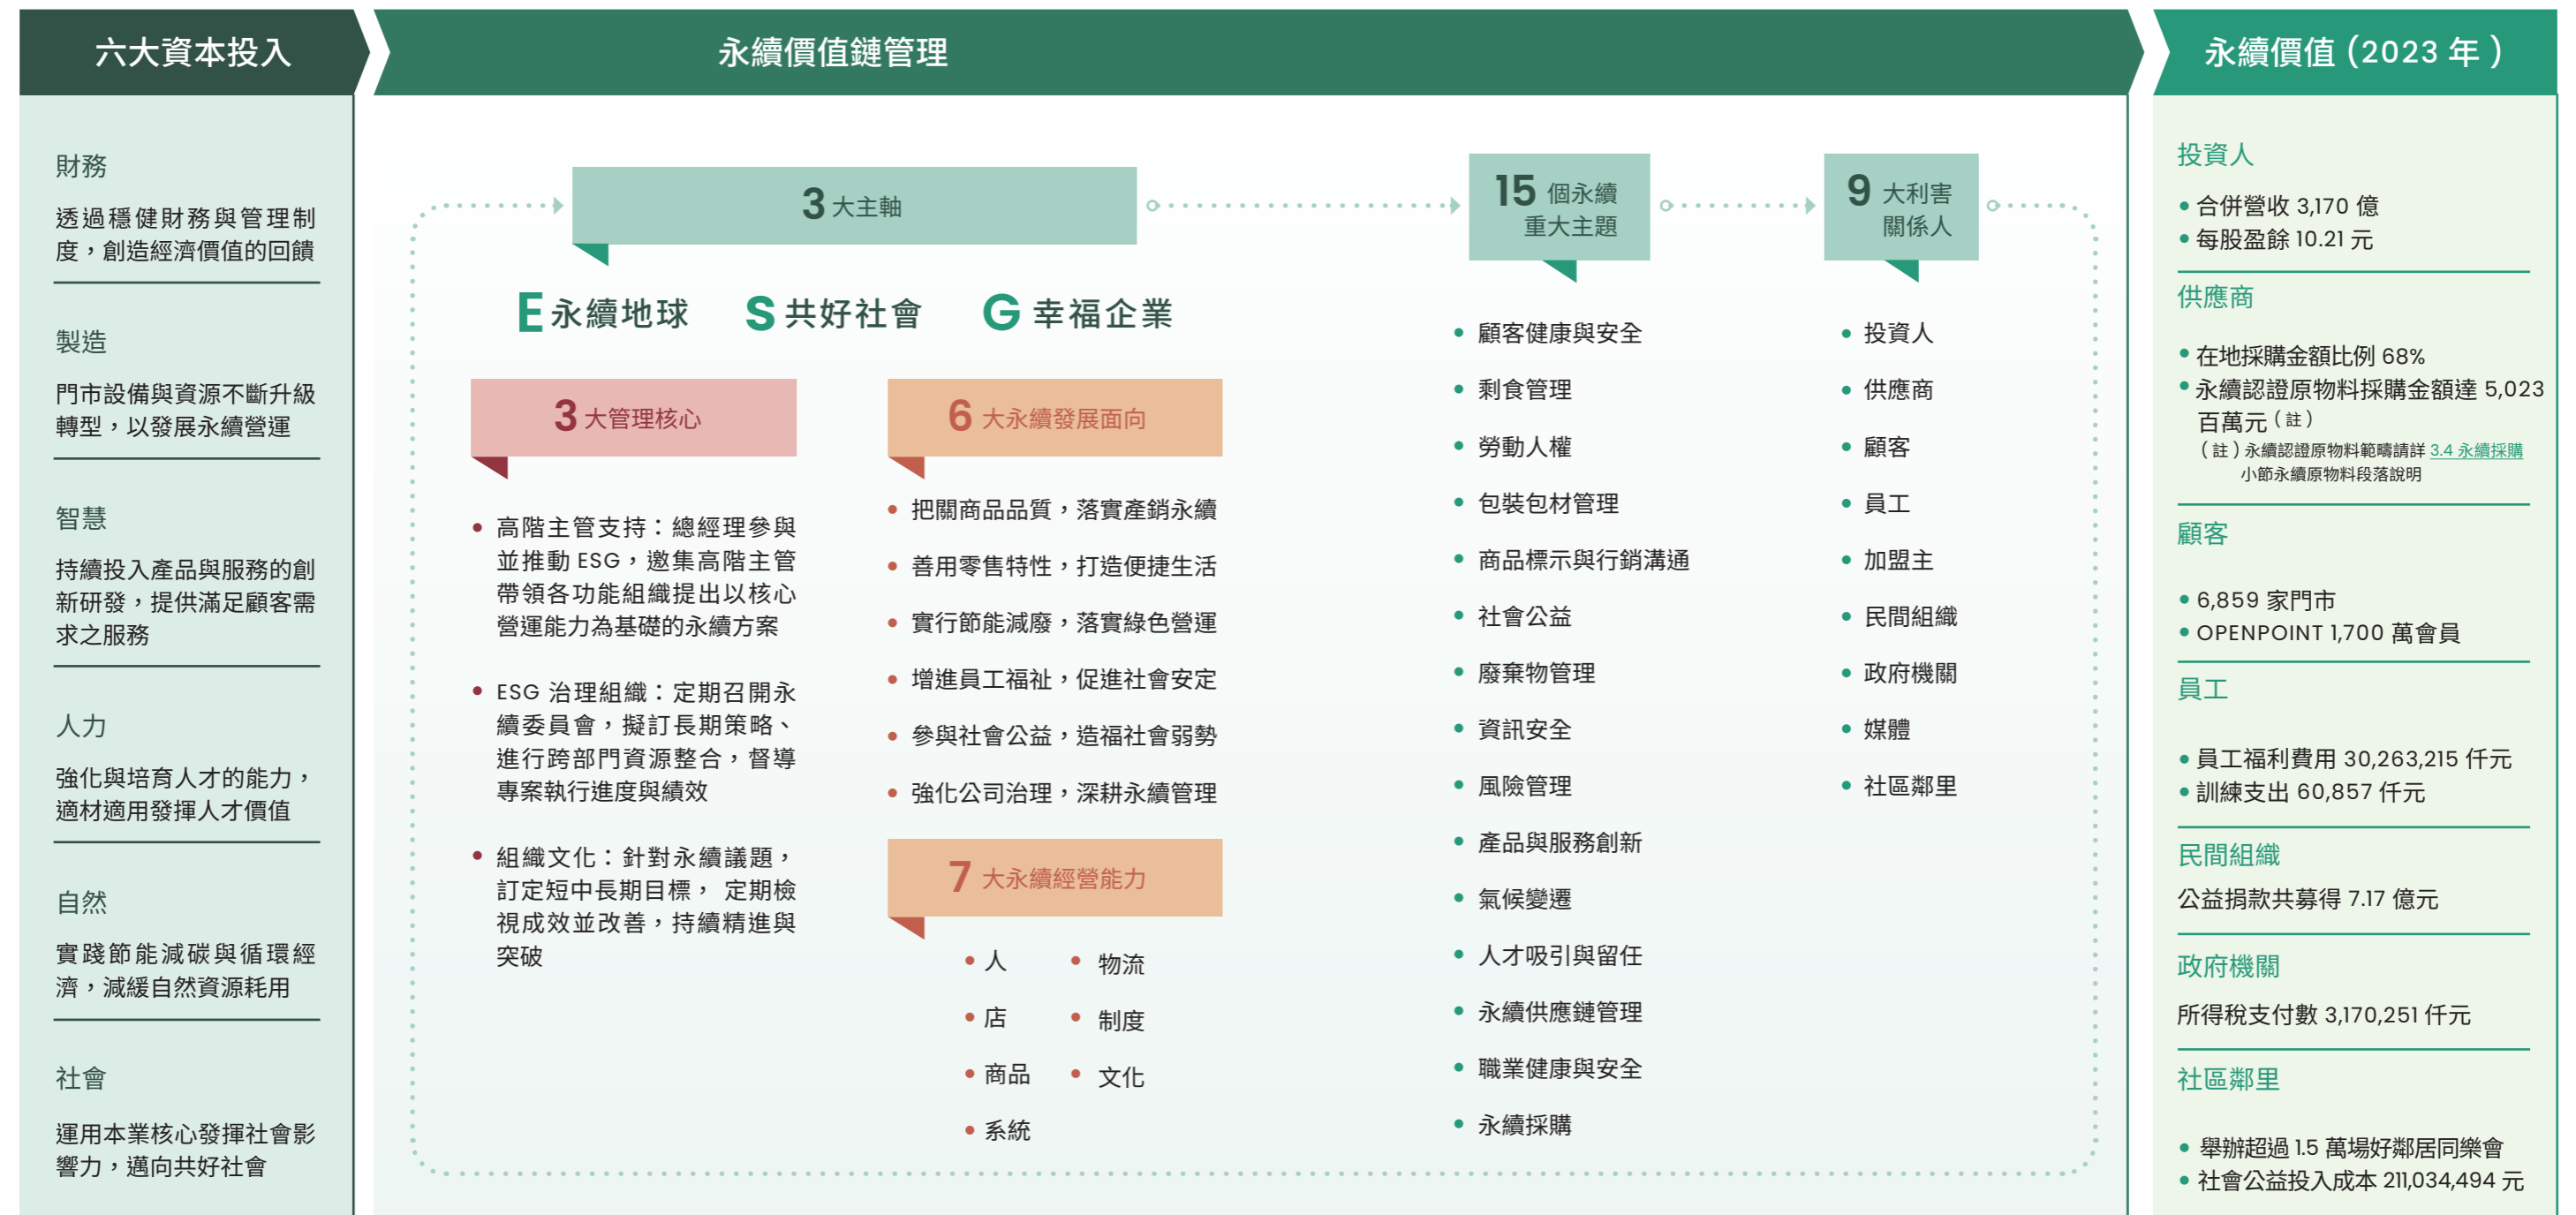 六大資本投入
財務
透過穩健財務與管理制
度，創造經濟價值的回饋
製造
門市設備與資源不斷升級
轉型，以發展永續營運
智慧
持續投入產品與服務的創
新研發，提供滿足顧客需
求之服務
人力
強化與培育人才的能力，
適材適用發揮人才價值
自然
實踐節能減碳與循環經
濟，減緩自然資源耗用
社會
運用本業核心發揮社會影
響力，邁向共好社會
永續價值鏈管理
3 大主軸
E 永續地球 S 共好社會 G 幸福企業
3 大管理核心
高階主管支持：總經理參與
並推動 ESG，邀集高階主管
帶領各功能組織提出以核心
營運能力為基礎的永續方案
ESG 治理組織：定期召開永
續委員會，擬訂長期策略、
進行跨部門資源整合，督導
專案執行進度與績效
組織文化：針對永續議題，
訂定短中長期目標， 定期檢
視成效並改善，持續精進與
突破
6 大永續發展面向
把關商品品質，落實產銷永續
善用零售特性，打造便捷生活
實行節能減廢，落實綠色營運
增進員工福祉，促進社會安定
參與社會公益，造福社會弱勢
強化公司治理，深耕永續管理
7 大永續經營能力
人
店
商品
系統
物流
制度
文化
15 個永續
重大主題
顧客健康與安全
剩食管理
勞動人權
包裝包材管理
商品標示與行銷溝通
社會公益
廢棄物管理
資訊安全
風險管理
產品與服務創新
氣候變遷
人才吸引與留任
永續供應鏈管理
職業健康與安全
永續採購
9 大利害
關係人
投資人
供應商
顧客
員工
加盟主
民間組織
政府機關
媒體
社區鄰里
永續價值 (2023 年 )
投資人
合併營收 3,170 億
每股盈餘 10.21 元
供應商
在地採購金額比例 68%
永續認證原物料採購金額達 5,023
百萬元 ( 註 )
( 註 ) 永續認證原物料範疇請詳 3.4 永續採購
小節永續原物料段落說明
顧客
6,859 家門市
OPENPOINT 1,700 萬會員
員工
員工福利費用 30,263,215 仟元
訓練支出 60,857 仟元
民間組織
公益捐款共募得 7.17 億元
政府機關
所得稅支付數 3,170,251 仟元
社區鄰里
舉辦超過 1.5 萬場好鄰居同樂會
社會公益投入成本 211,034,494 元